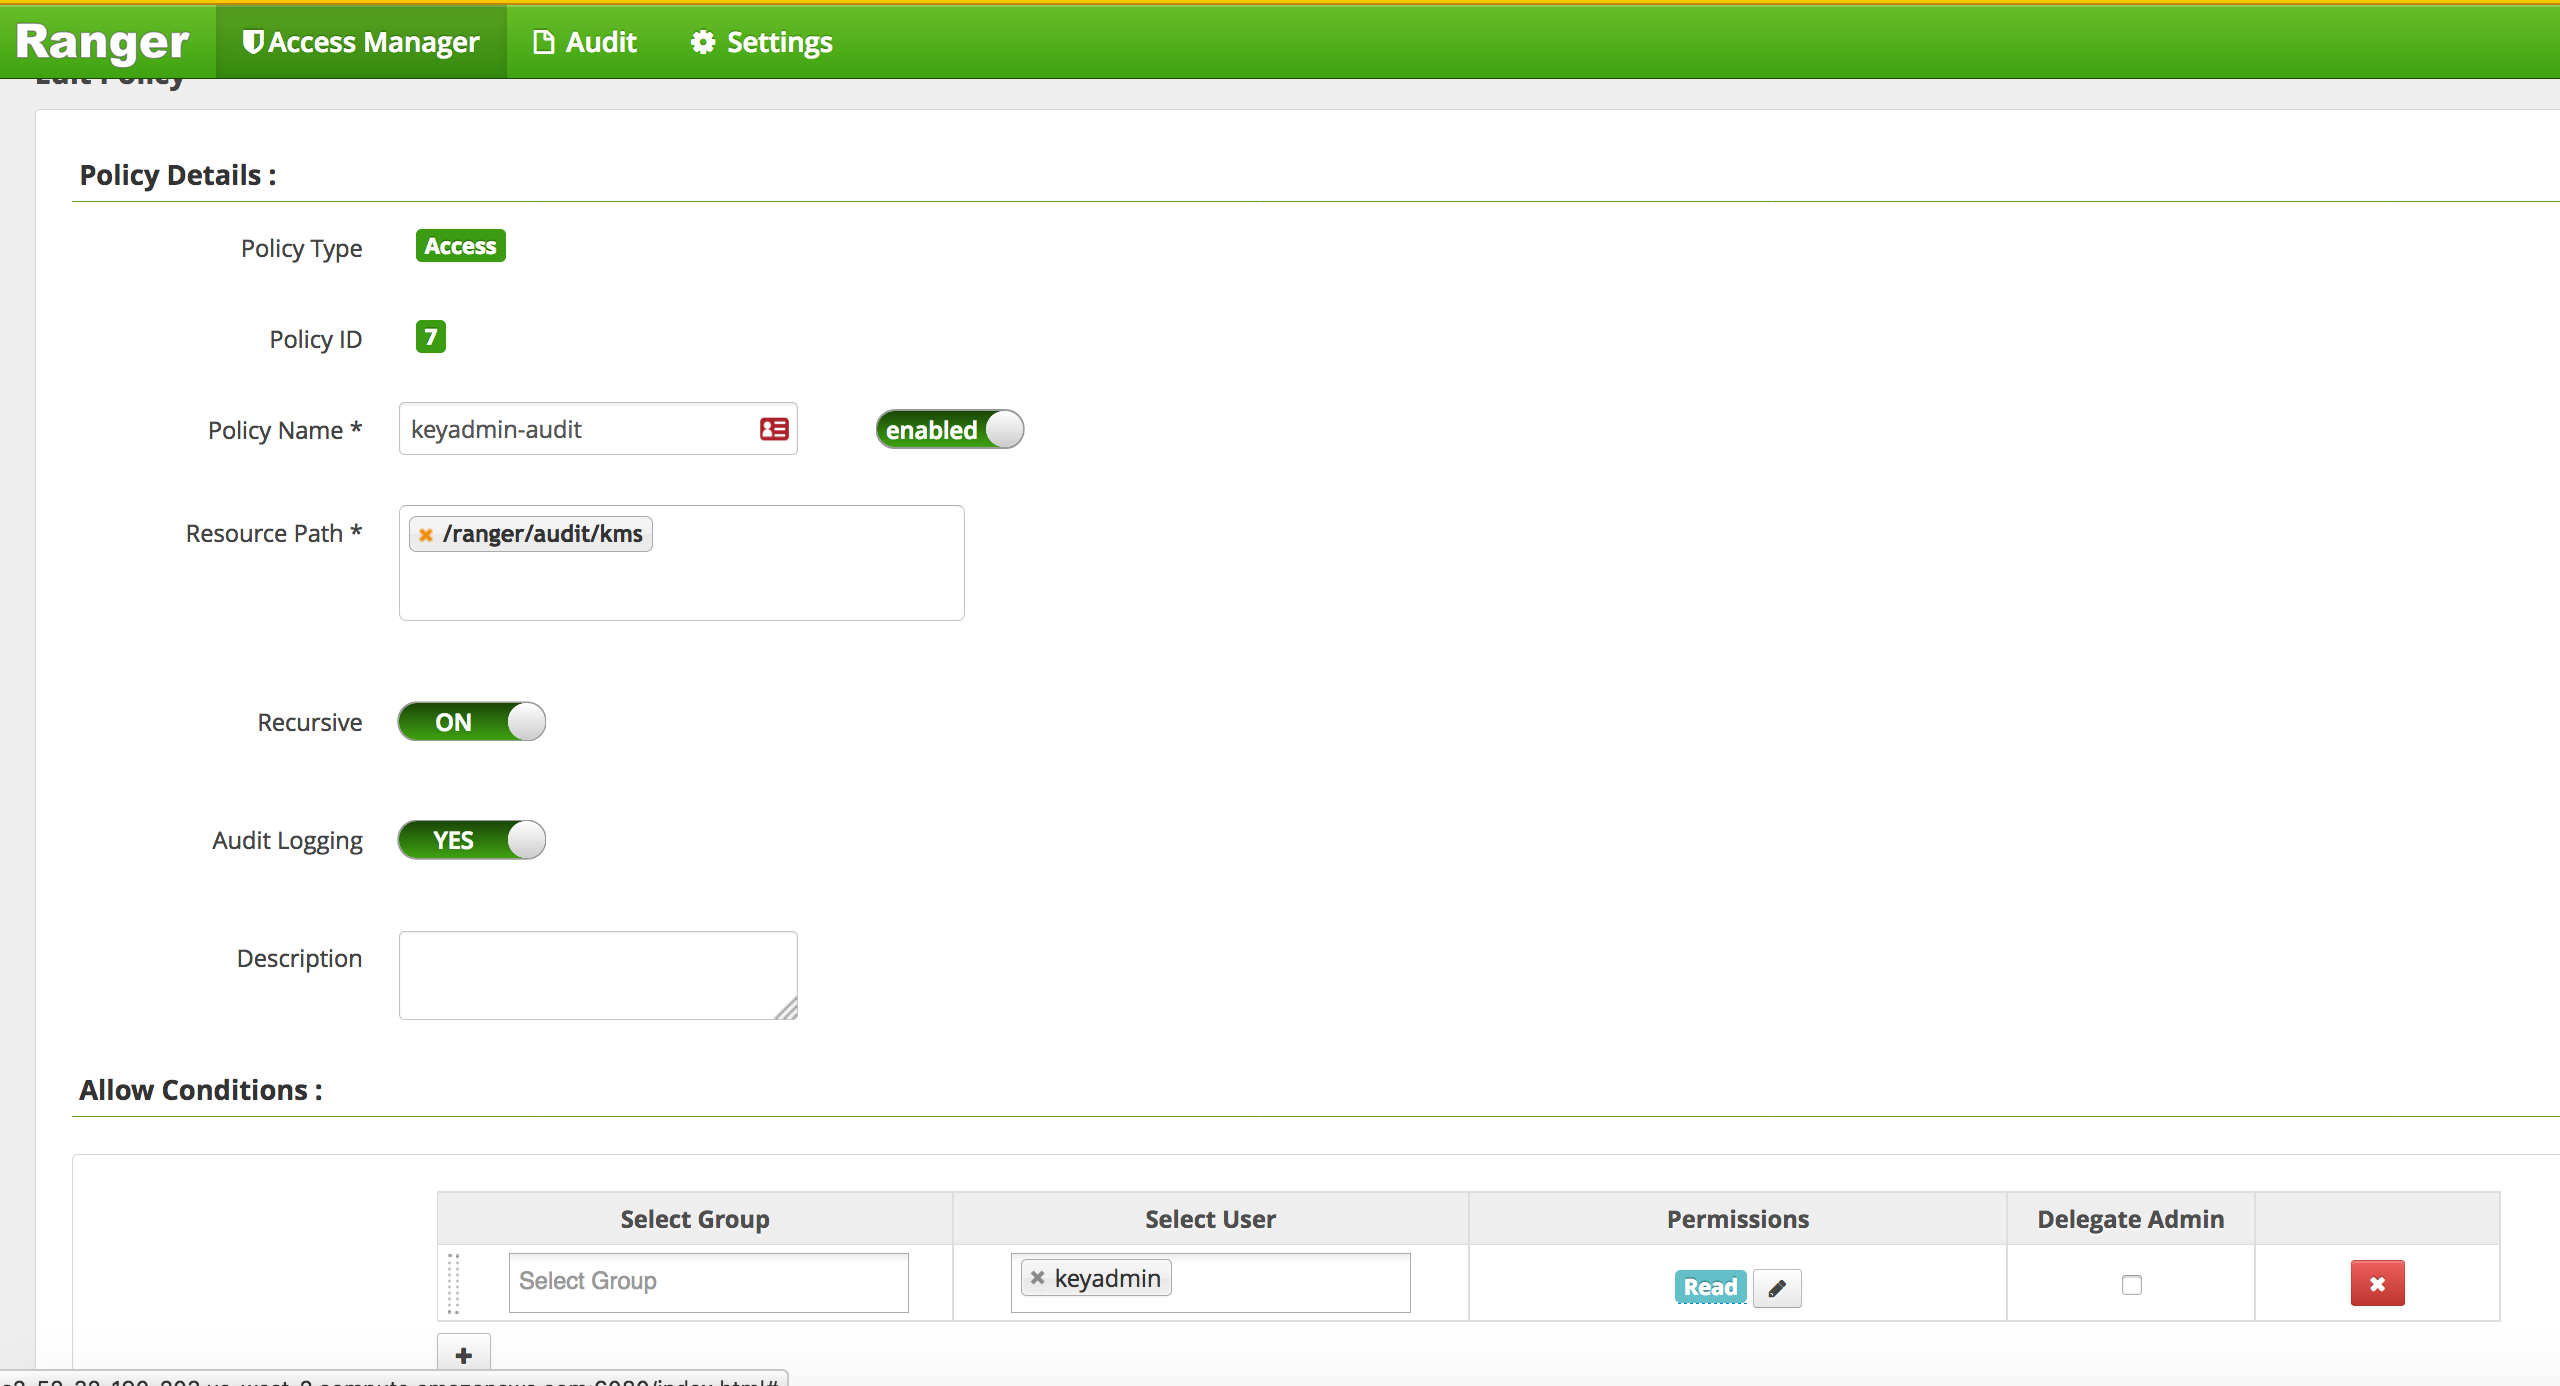 Ranger Access Manager Audit Settings
Edit Policy
Policy Details :
Policy Type Access
Policy ID 7
Policy Name * keyadmin-audit enabled
Resource Path * /ranger/audit/kms
Recursive ON
Audit Logging YES
Description
Allow Conditions :
Select Group Select User Permissions Delegate Admin
Select Group keyadmin Read